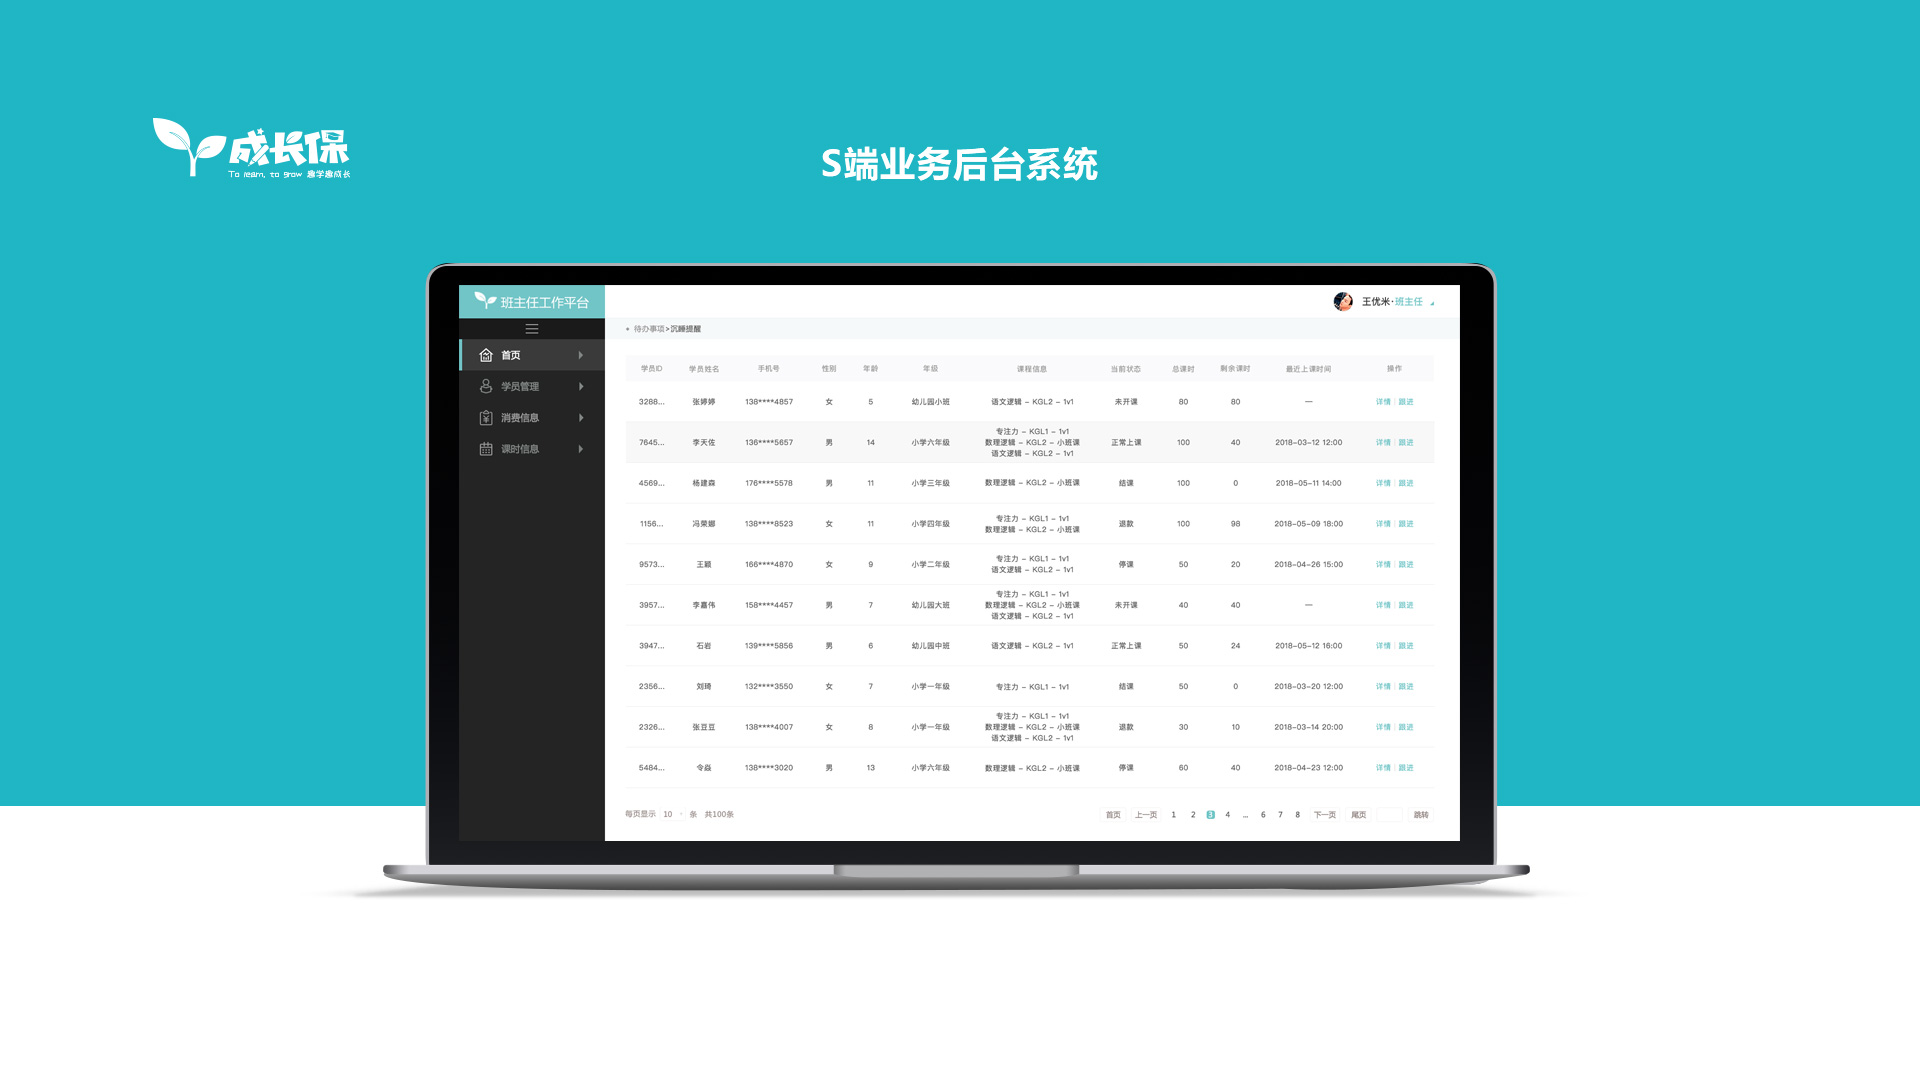 成长保
To learn, to grow 趣学趣成长
S端业务后台系统
班主任工作平台
王优米·班主任
待办事项>沉睡提醒
首页
学员管理
消费信息
课时信息
学员ID 学员姓名 手机号 性别 年龄 年级 课程信息 当前状态 总课时 剩余课时 最近上课时间 操作
3288... 张婷婷 138****4857 女 5 幼儿园小班 语文逻辑 - KGL2 - 1v1 未开课 80 80 — 详情 | 跟进
专注力 - KGL1 - 1v1
7645... 李天佐 136****5657 男 14 小学六年级 数理逻辑 - KGL2 - 小班课 正常上课 100 40 2018-03-12 12:00 详情 | 跟进
语文逻辑 - KGL2 - 1v1
4569... 杨建森 176****5578 男 11 小学三年级 数理逻辑 - KGL2 - 小班课 结课 100 0 2018-05-11 14:00 详情 | 跟进
专注力 - KGL1 - 1v1
1156... 冯荣娜 138****8523 女 11 小学四年级 数理逻辑 - KGL2 - 小班课 退款 100 98 2018-05-09 18:00 详情 | 跟进
专注力 - KGL1 - 1v1
9573... 王颖 166****4870 女 9 小学二年级 语文逻辑 - KGL2 - 1v1 停课 50 20 2018-04-26 15:00 详情 | 跟进
专注力 - KGL1 - 1v1
3957... 李嘉伟 158****4457 男 7 幼儿园大班 数理逻辑 - KGL2 - 小班课 未开课 40 40 — 详情 | 跟进
语文逻辑 - KGL2 - 1v1
3947... 石岩 139****5856 男 6 幼儿园中班 语文逻辑 - KGL2 - 1v1 正常上课 50 24 2018-05-12 16:00 详情 | 跟进
2356... 刘琦 132****3550 女 7 小学一年级 专注力 - KGL1 - 1v1 结课 50 0 2018-03-20 12:00 详情 | 跟进
专注力 - KGL1 - 1v1
2326... 张豆豆 138****4007 女 8 小学一年级 数理逻辑 - KGL2 - 小班课 退款 30 10 2018-03-14 20:00 详情 | 跟进
语文逻辑 - KGL2 - 1v1
5484... 令焱 138****3020 男 13 小学六年级 数理逻辑 - KGL2 - 小班课 停课 60 40 2018-04-23 12:00 详情 | 跟进
每页显示 10 条 共100条 首页 上一页 1 2 3 4 ... 6 7 8 下一页 尾页 跳转